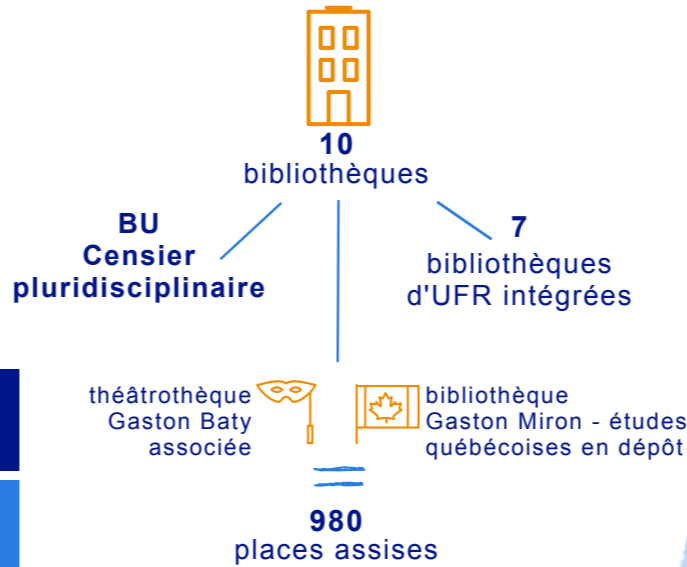 10
bibliothèques
BU
Censier
pluridisciplinaire
7
bibliothèques
d'UFR intégrées
théâtrothèque
Gaston Baty
associée
bibliothèque
Gaston Miron - études
québécoises en dépôt
980
places assises